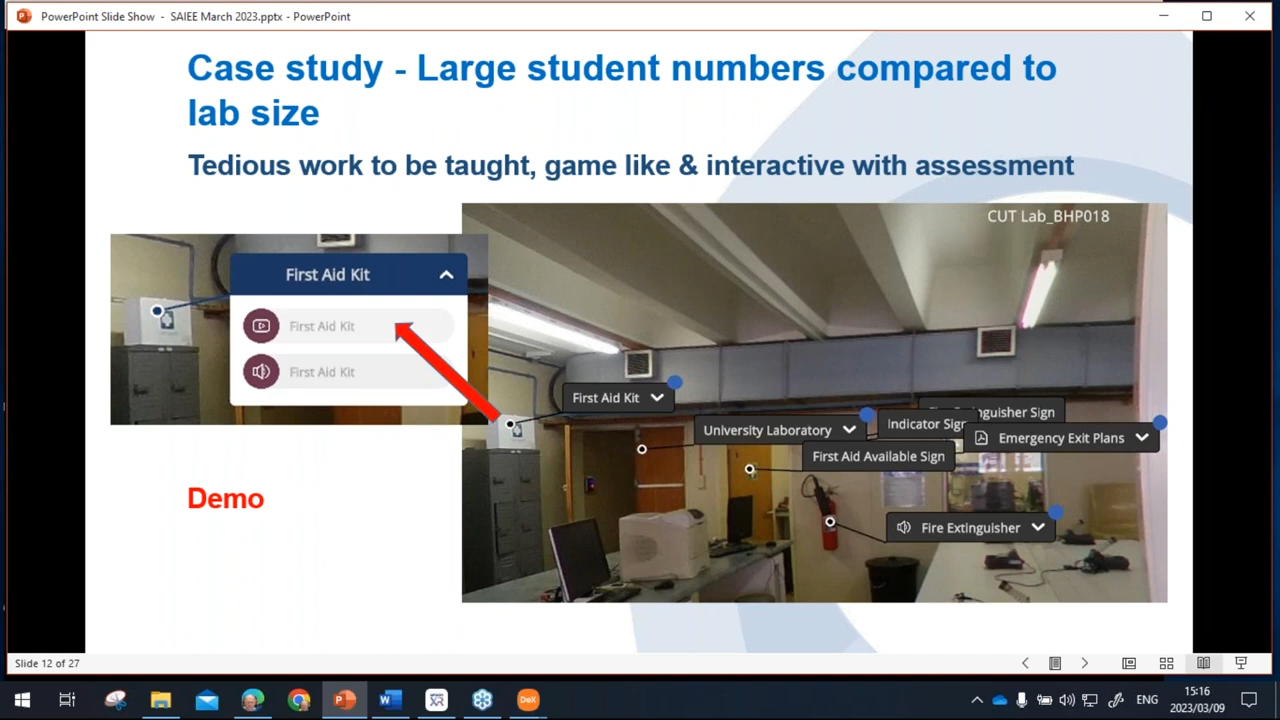 PowerPoint Slide Show - SAIEE March 2023.pptx - PowerPoint
Case study - Large student numbers compared to
lab size
Tedious work to be taught, game like & interactive with assessment
First Aid Kit
First Aid Kit
First Aid Kit
CUT Lab_BHP018
First Aid Kit
University Laboratory
Indicator Sign
Sign
Emergency Exit Plans
First Aid Available Sign
Fire Extinguisher
Demo
Slide 12 of 27
W
XR
DeX
ENG
15:16
2023/03/09